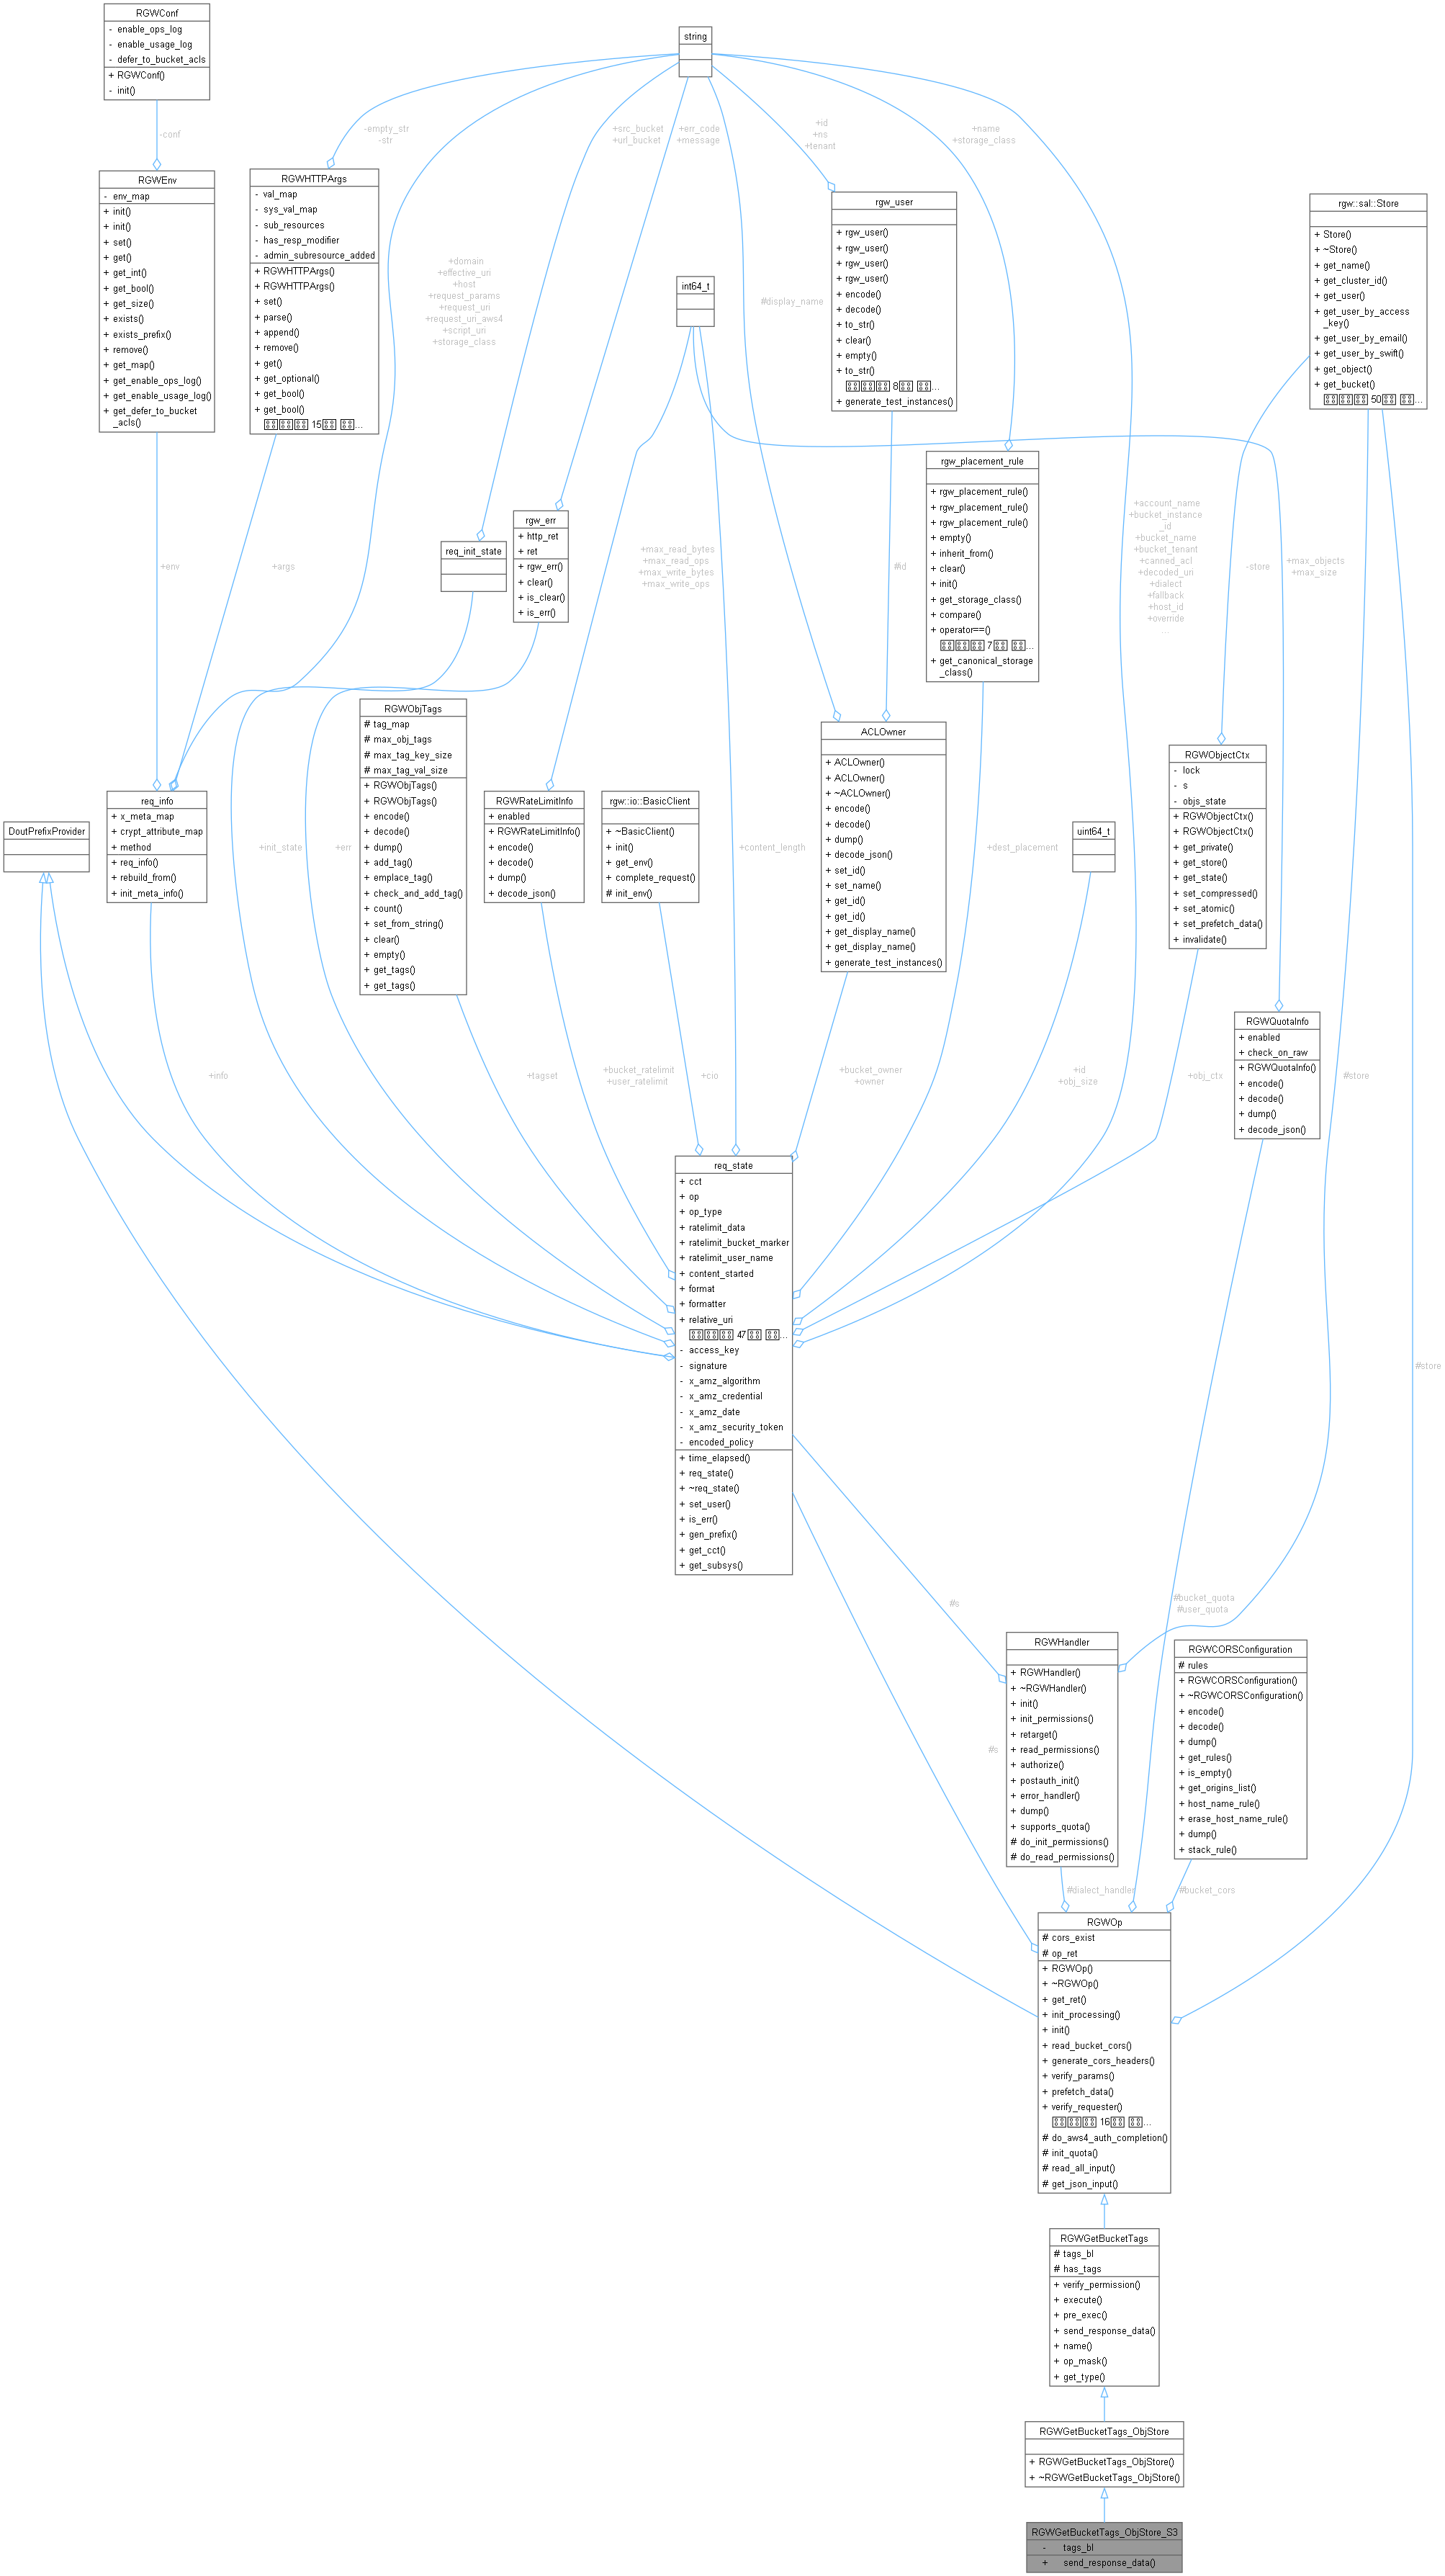 RGWConf
- enable_ops_log
- enable_usage_log
- defer_to_bucket_acls
+ RGWConf()
- init()
string
-conf
-empty_str
-str
+src_bucket
+url_bucket
+err_code
+message
+id
+ns
+tenant
+name
+storage_class
RGWEnv
- env_map
+ init()
+ init()
+ set()
+ get()
+ get_int()
+ get_bool()
+ get_size()
+ exists()
+ exists_prefix()
+ remove()
+ get_map()
+ get_enable_ops_log()
+ get_enable_usage_log()
+ get_defer_to_bucket
_acls()
RGWHTTPArgs
- val_map
- sys_val_map
- sub_resources
- has_resp_modifier
- admin_subresource_added
+ RGWHTTPArgs()
+ RGWHTTPArgs()
+ set()
+ parse()
+ append()
+ remove()
+ get()
+ get_optional()
+ get_bool()
+ get_bool()
15
...
rgw_user
+ rgw_user()
+ rgw_user()
+ rgw_user()
+ rgw_user()
+ encode()
+ decode()
+ to_str()
+ clear()
+ empty()
+ to_str()
8
...
+ generate_test_instances()
rgw::sal::Store
+ Store()
+ ~Store()
+ get_name()
+ get_cluster_id()
+ get_user()
+ get_user_by_access
_key()
+ get_user_by_email()
+ get_user_by_swift()
+ get_object()
+ get_bucket()
50
...
+domain
+effective_uri
+host
+request_params
+request_uri
+request_uri_aws4
+script_uri
+storage_class
int64_t
#display_name
rgw_placement_rule
+ rgw_placement_rule()
+ rgw_placement_rule()
+ rgw_placement_rule()
+ empty()
+ inherit_from()
+ clear()
+ init()
+ get_storage_class()
+ compare()
+ operator==()
7
...
+ get_canonical_storage
_class()
+env
+args
req_init_state
rgw_err
+ http_ret
+ ret
+ rgw_err()
+ clear()
+ is_clear()
+ is_err()
+max_read_bytes
+max_read_ops
+max_write_bytes
+max_write_ops
#id
+account_name
+bucket_instance
_id
+bucket_name
+bucket_tenant
+canned_acl
+decoded_uri
+dialect
+fallback
+host_id
+override
...
-store
+max_objects
+max_size
RGWObjTags
# tag_map
# max_obj_tags
# max_tag_key_size
# max_tag_val_size
+ RGWObjTags()
+ RGWObjTags()
+ encode()
+ decode()
+ dump()
+ add_tag()
+ emplace_tag()
+ check_and_add_tag()
+ count()
+ set_from_string()
+ clear()
+ empty()
+ get_tags()
+ get_tags()
ACLOwner
+ ACLOwner()
+ ACLOwner()
+ ~ACLOwner()
+ encode()
+ decode()
+ dump()
+ decode_json()
+ set_id()
+ set_name()
+ get_id()
+ get_id()
+ get_display_name()
+ get_display_name()
+ generate_test_instances()
RGWObjectCtx
- lock
- s
- objs_state
+ RGWObjectCtx()
+ RGWObjectCtx()
+ get_private()
+ get_store()
+ get_state()
+ set_compressed()
+ set_atomic()
+ set_prefetch_data()
+ invalidate()
DoutPrefixProvider
req_info
+ x_meta_map
+ crypt_attribute_map
+ method
+ req_info()
+ rebuild_from()
+ init_meta_info()
RGWRateLimitInfo
+ enabled
+ RGWRateLimitInfo()
+ encode()
+ decode()
+ dump()
+ decode_json()
rgw::io::BasicClient
+ ~BasicClient()
+ init()
+ get_env()
+ complete_request()
# init_env()
uint64_t
+init_state
+err
+content_length
+dest_placement
RGWQuotaInfo
+ enabled
+ check_on_raw
+ RGWQuotaInfo()
+ encode()
+ decode()
+ dump()
+ decode_json()
+info
+tagset
+bucket_ratelimit
+user_ratelimit
+cio
+bucket_owner
+owner
+id
+obj_size
+obj_ctx
#store
req_state
+ cct
+ op
+ op_type
+ ratelimit_data
+ ratelimit_bucket_marker
+ ratelimit_user_name
+ content_started
+ format
+ formatter
+ relative_uri
47
...
- access_key
- signature
- x_amz_algorithm
- x_amz_credential
- x_amz_date
- x_amz_security_token
- encoded_policy
+ time_elapsed()
+ req_state()
+ ~req_state()
+ set_user()
+ is_err()
+ gen_prefix()
+ get_cct()
+ get_subsys()
#store
#s
#bucket_quota
#user_quota
RGWHandler
+ RGWHandler()
+ ~RGWHandler()
+ init()
+ init_permissions()
+ retarget()
+ read_permissions()
+ authorize()
+ postauth_init()
+ error_handler()
+ dump()
+ supports_quota()
# do_init_permissions()
# do_read_permissions()
RGWCORSConfiguration
# rules
+ RGWCORSConfiguration()
+ ~RGWCORSConfiguration()
+ encode()
+ decode()
+ dump()
+ get_rules()
+ is_empty()
+ get_origins_list()
+ host_name_rule()
+ erase_host_name_rule()
+ dump()
+ stack_rule()
#s
#dialect_handler
#bucket_cors
RGWOp
# cors_exist
# op_ret
+ RGWOp()
+ ~RGWOp()
+ get_ret()
+ init_processing()
+ init()
+ read_bucket_cors()
+ generate_cors_headers()
+ verify_params()
+ prefetch_data()
+ verify_requester()
16
...
# do_aws4_auth_completion()
# init_quota()
# read_all_input()
# get_json_input()
RGWGetBucketTags
# tags_bl
# has_tags
+ verify_permission()
+ execute()
+ pre_exec()
+ send_response_data()
+ name()
+ op_mask()
+ get_type()
RGWGetBucketTags_ObjStore
+ RGWGetBucketTags_ObjStore()
+ ~RGWGetBucketTags_ObjStore()
RGWGetBucketTags_ObjStore_S3
- tags_bl
+ send_response_data()